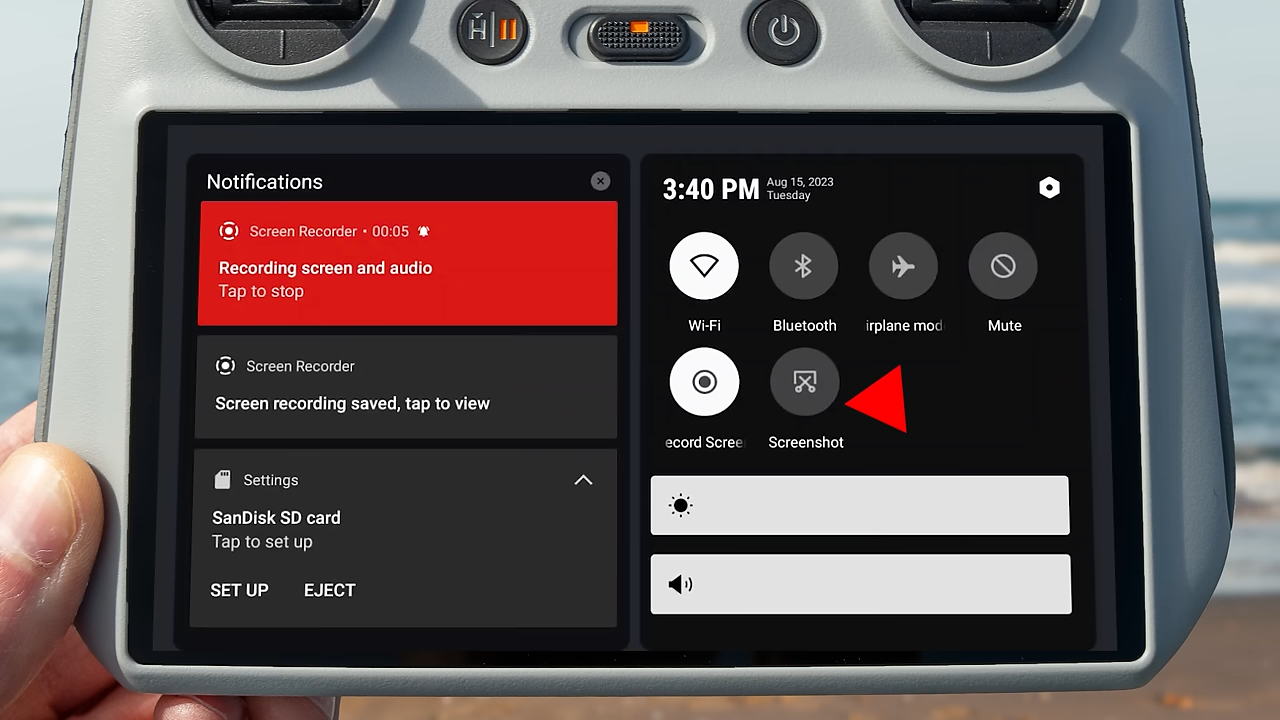 Notifications
Screen Recorder • 00:05
Recording screen and audio
Tap to stop
Screen Recorder
Screen recording saved, tap to view
Settings
SanDisk SD card
Tap to set up
SET UP EJECT
3:40 PM
Aug 15, 2023
Tuesday
Wi-Fi
Bluetooth
irplane mod
Mute
ecord Scree
Screenshot